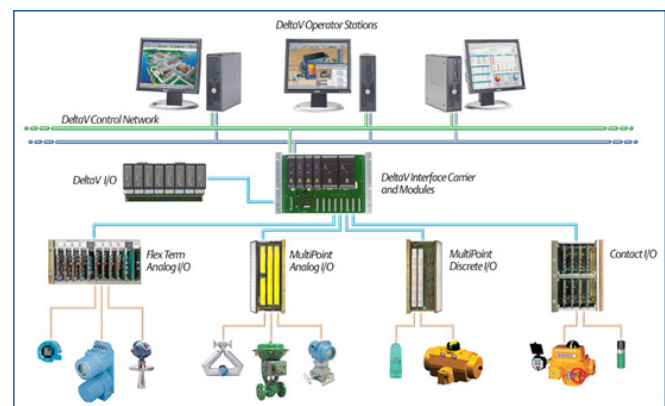 DeltaV Operator Stations
DeltaV Control Network
DeltaV I/O
DeltaV Interface Carrier
and Modules
Flex Term
Analog I/O
MultiPoint
Analog I/O
MultiPoint
Discrete I/O
Contact I/O